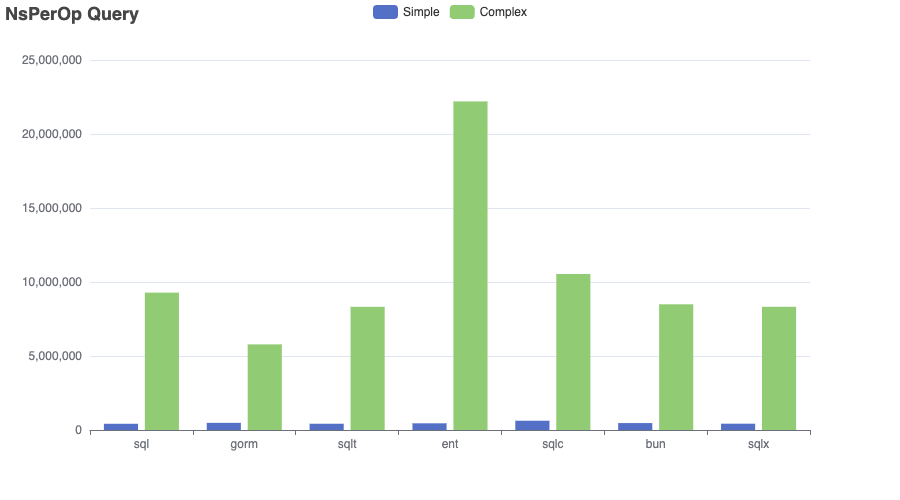 NsPerOp Query
Simple Complex
25,000,000
20,000,000
15,000,000
10,000,000
5,000,000
0
sql gorm sqlt ent sqlc bun sqlx